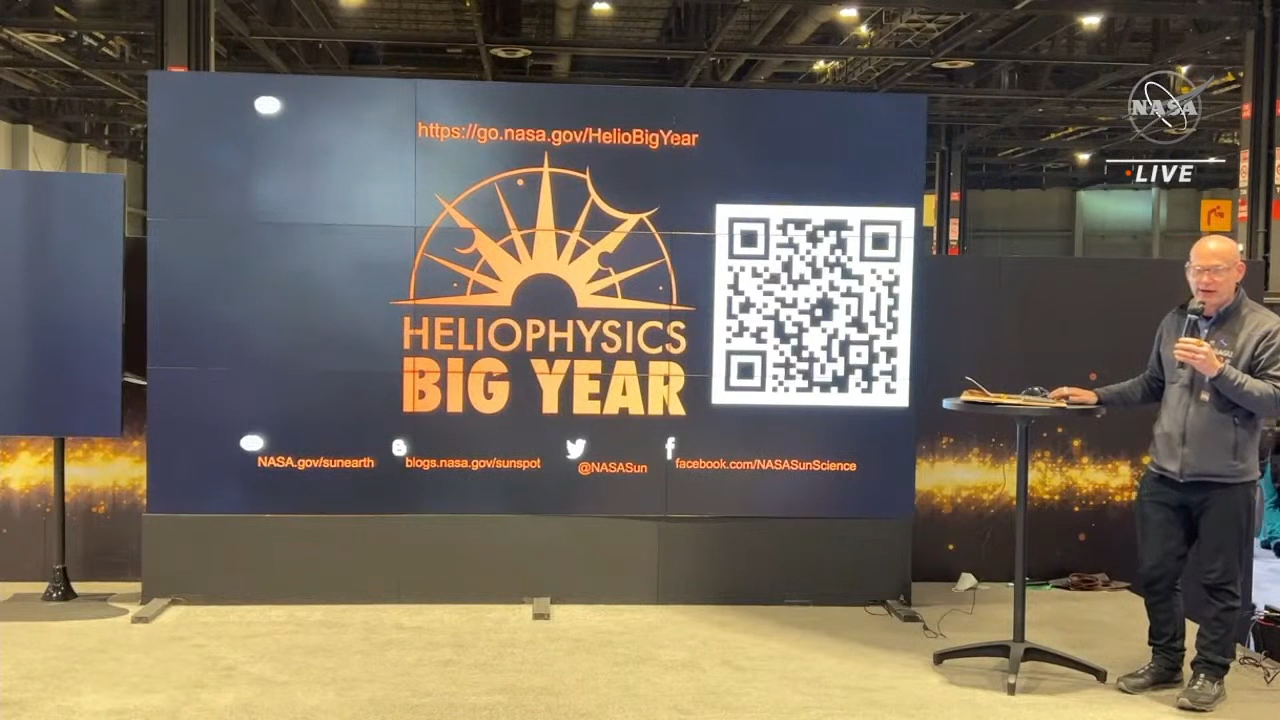 https://go.nasa.gov/HelioBigYear
NASA
LIVE
HELIOPHYSICS
BIG YEAR
NASA.gov/sunearth
blogs.nasa.gov/sunspot
@NASASun
facebook.com/NASASunScience
AGU